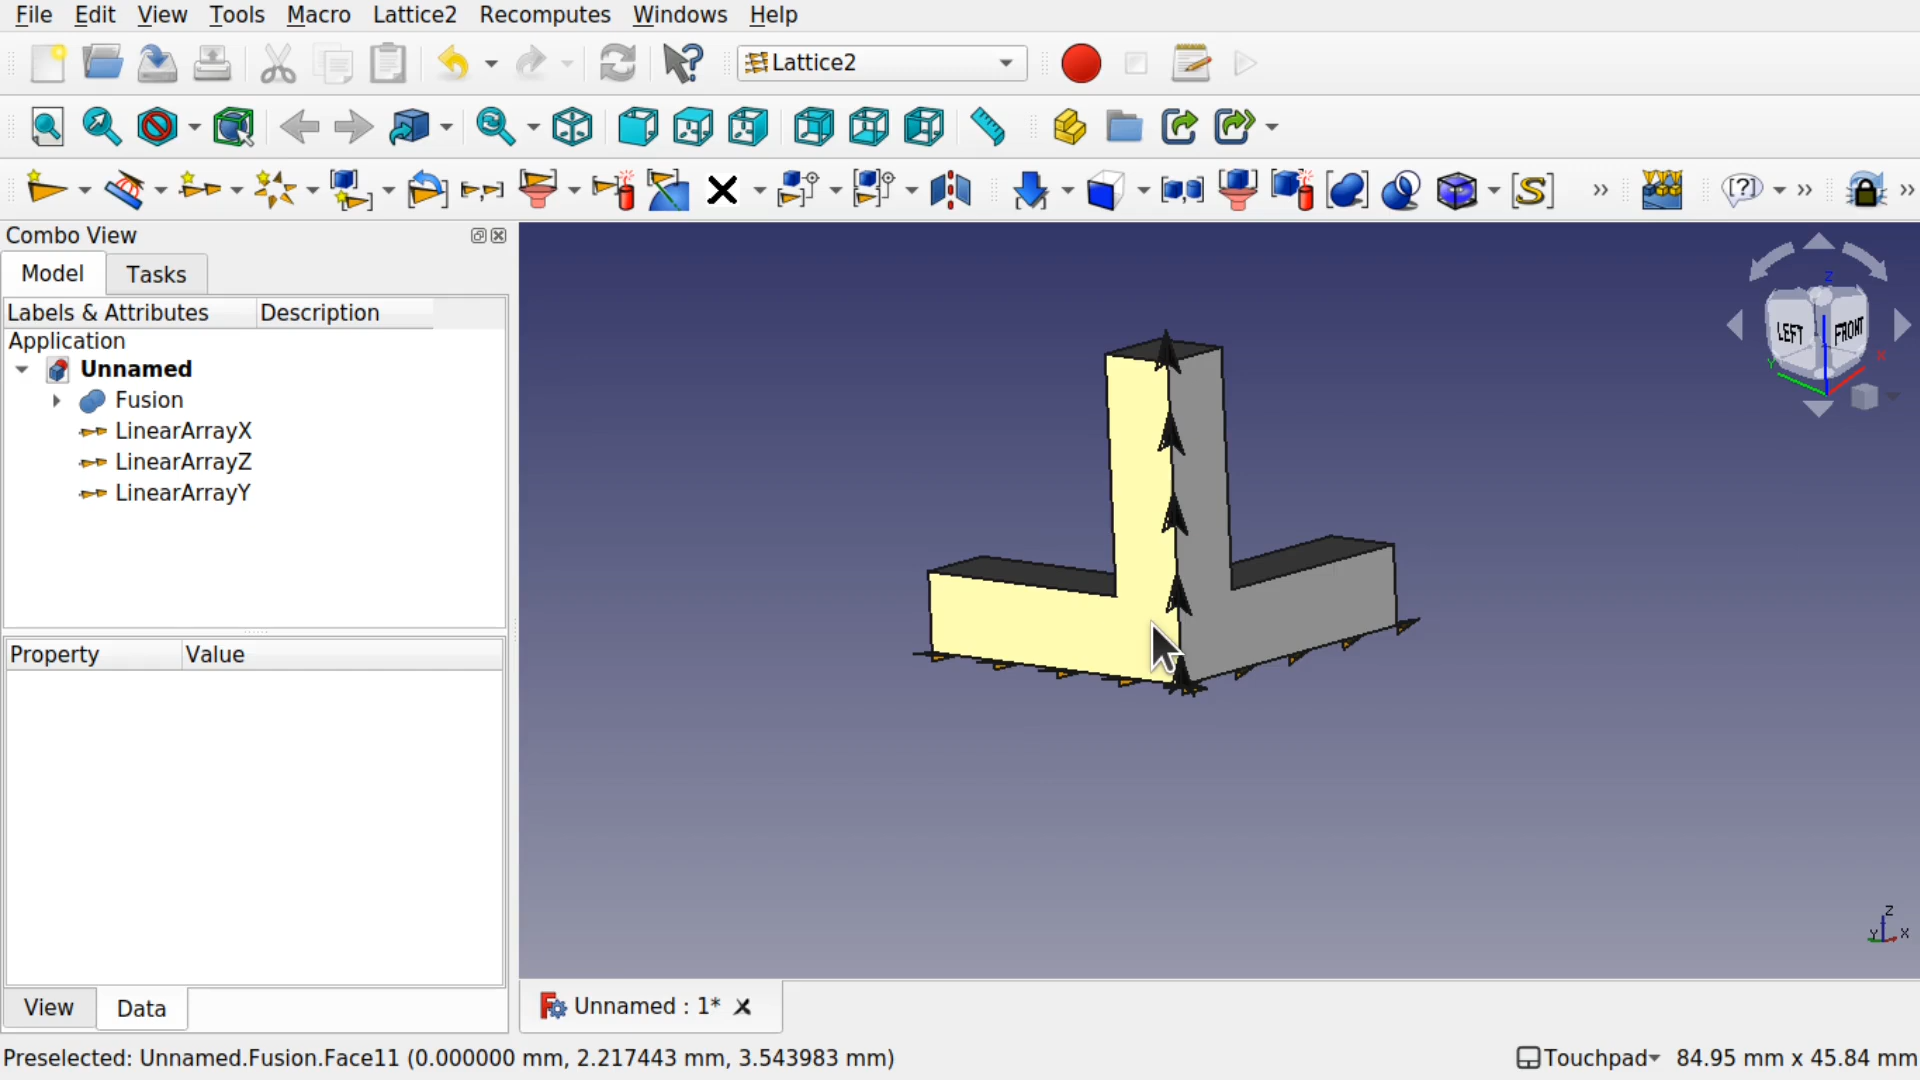 File Edit View Tools Macro Lattice2 Recomputes Windows Help
Lattice2
Combo View
Model Tasks
Labels & Attributes Description
Application
Unnamed
Fusion
LinearArrayX
LinearArrayZ
LinearArrayY
Property Value
View Data
LEFT FRONT
Z
Y X
Z
Y X
Unnamed : 1*
Preselected: Unnamed.Fusion.Face11 (0.000000 mm, 2.217443 mm, 3.543983 mm)
Touchpad 84.95 mm x 45.84 mm